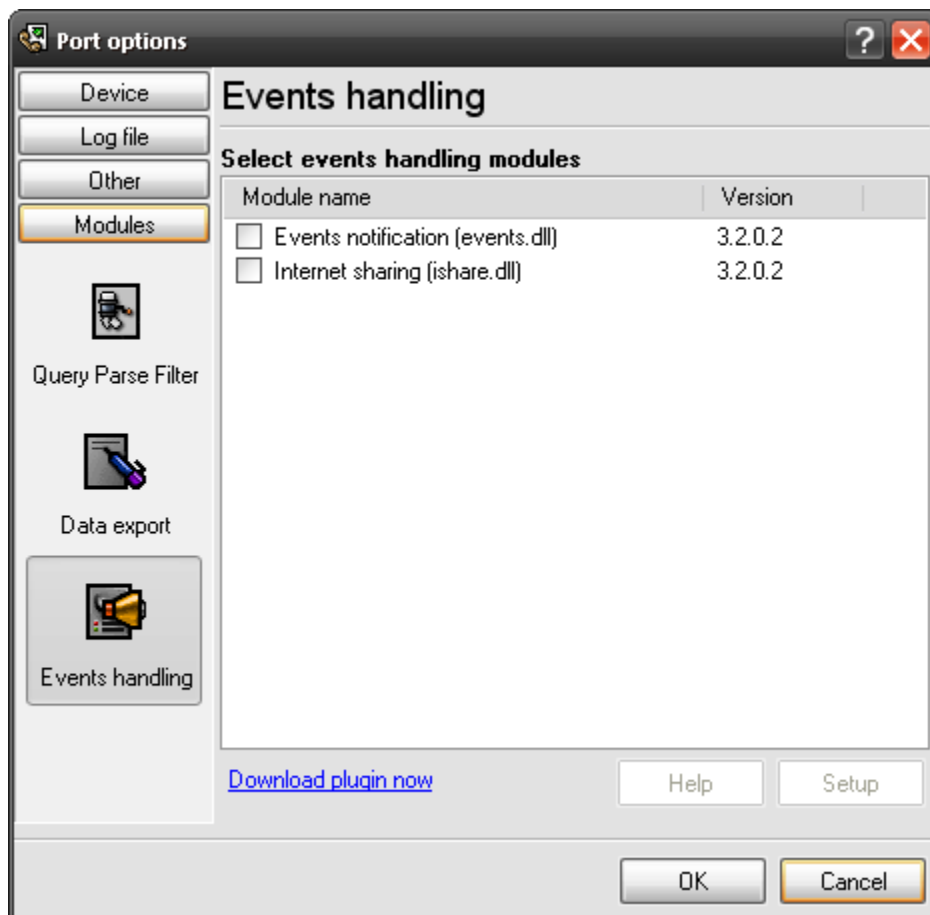 Port options
?
Device
Log file
Other
Modules
Query Parse Filter
Data export
Events handling
Events handling
Select events handling modules
Module name Version
Events notification (events.dll) 3.2.0.2
Internet sharing (ishare.dll) 3.2.0.2
Download plugin now
Help
Setup
OK
Cancel